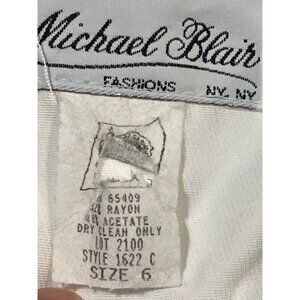 Michael Blair
FASHIONS NY, NY
65409
RAYON
ACETATE
DRY CLEAN ONLY
LOT 2100
STYLE 1622 C
SIZE 6